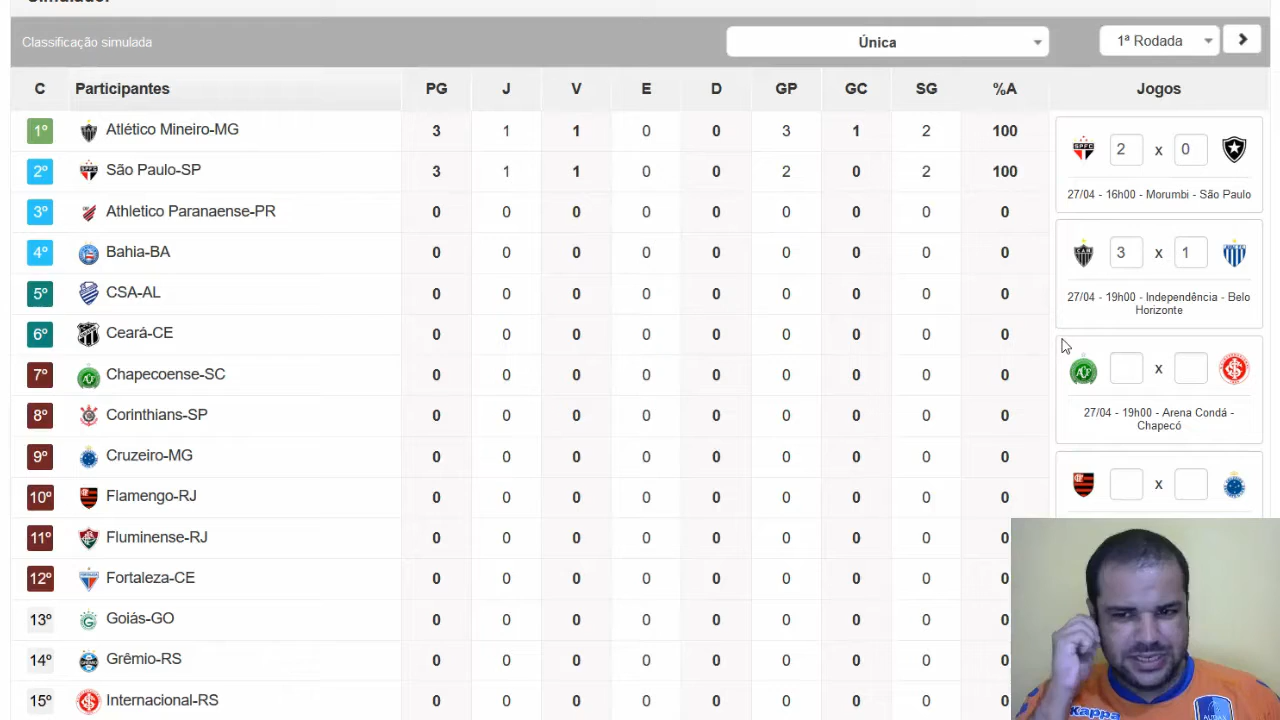 Simulador
Classificação simulada
Única
1ª Rodada
C Participantes PG J V E D GP GC SG %A Jogos
1º Atlético Mineiro-MG 3 1 1 0 0 3 1 2 100
2º São Paulo-SP 3 1 1 0 0 2 0 2 100
3º Athletico Paranaense-PR 0 0 0 0 0 0 0 0 0
4º Bahia-BA 0 0 0 0 0 0 0 0 0
5º CSA-AL 0 0 0 0 0 0 0 0 0
6º Ceará-CE 0 0 0 0 0 0 0 0 0
7º Chapecoense-SC 0 0 0 0 0 0 0 0 0
8º Corinthians-SP 0 0 0 0 0 0 0 0 0
9º Cruzeiro-MG 0 0 0 0 0 0 0 0 0
10º Flamengo-RJ 0 0 0 0 0 0 0 0 0
11º Fluminense-RJ 0 0 0 0 0 0 0 0 0
12º Fortaleza-CE 0 0 0 0 0 0 0 0 0
13º Goiás-GO 0 0 0 0 0 0 0 0 0
14º Grêmio-RS 0 0 0 0 0 0 0 0 0
15º Internacional-RS 0 0 0 0 0 0 0 0 0
2 x 0
27/04 - 16h00 - Morumbi - São Paulo
3 x 1
27/04 - 19h00 - Independência - Belo
Horizonte
x
27/04 - 19h00 - Arena Condá -
Chapecó
x
Kappa